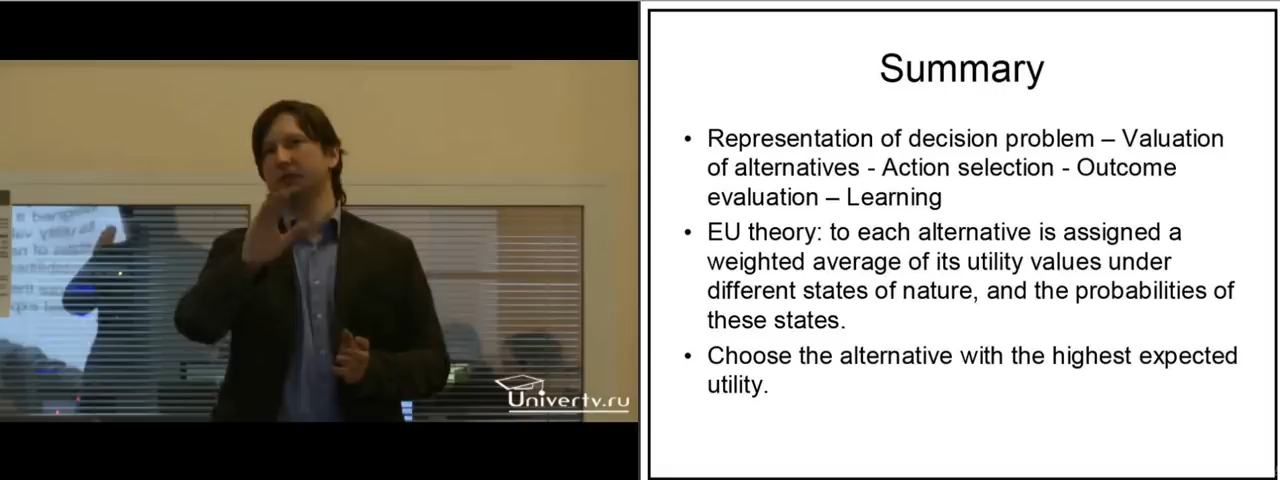 Summary
• Representation of decision problem – Valuation
of alternatives - Action selection - Outcome
evaluation – Learning
• EU theory: to each alternative is assigned a
weighted average of its utility values under
different states of nature, and the probabilities of
these states.
• Choose the alternative with the highest expected
utility.
Univertv.ru